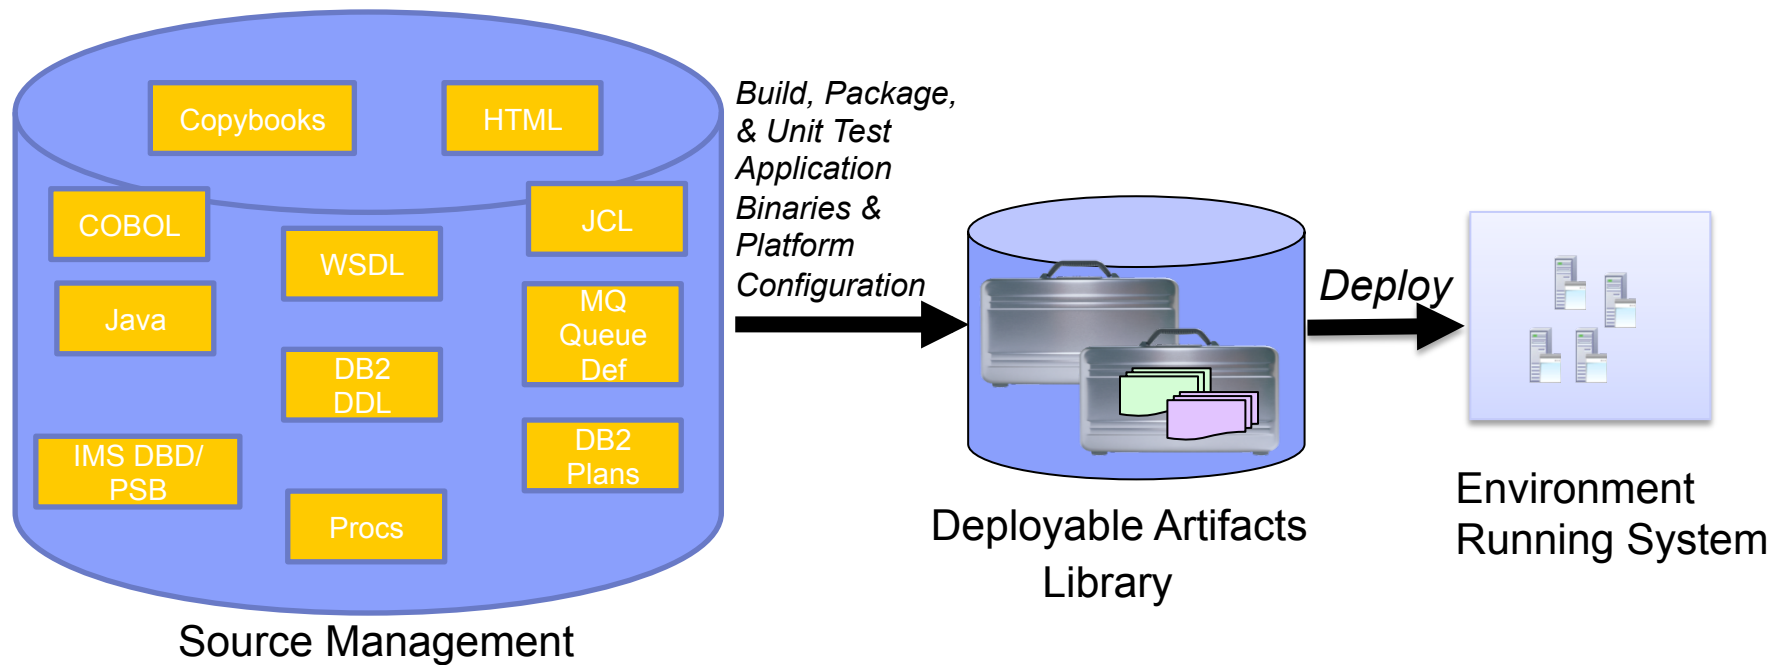 Copybooks
HTML
COBOL
JCL
WSDL
Java
MQ
Queue
Def
DB2
DDL
IMS DBD/
PSB
DB2
Plans
Procs
Source Management
Build, Package,
& Unit Test
Application
Binaries &
Platform
Configuration
Deployable Artifacts
Library
Deploy
Environment
Running System